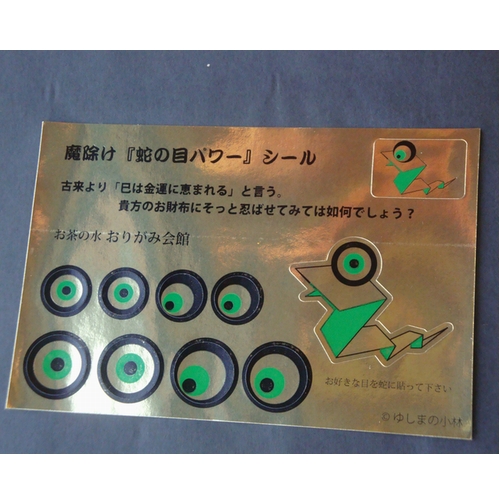 魔除け『蛇の目パワー』シール
古来より「巳は金運に恵まれる」と言う。
貴方のお財布にそっと忍ばせてみては如何でしょう？
お茶の水 おりがみ会館
お好きな目を蛇に貼って下さい
© ゆしまの小林